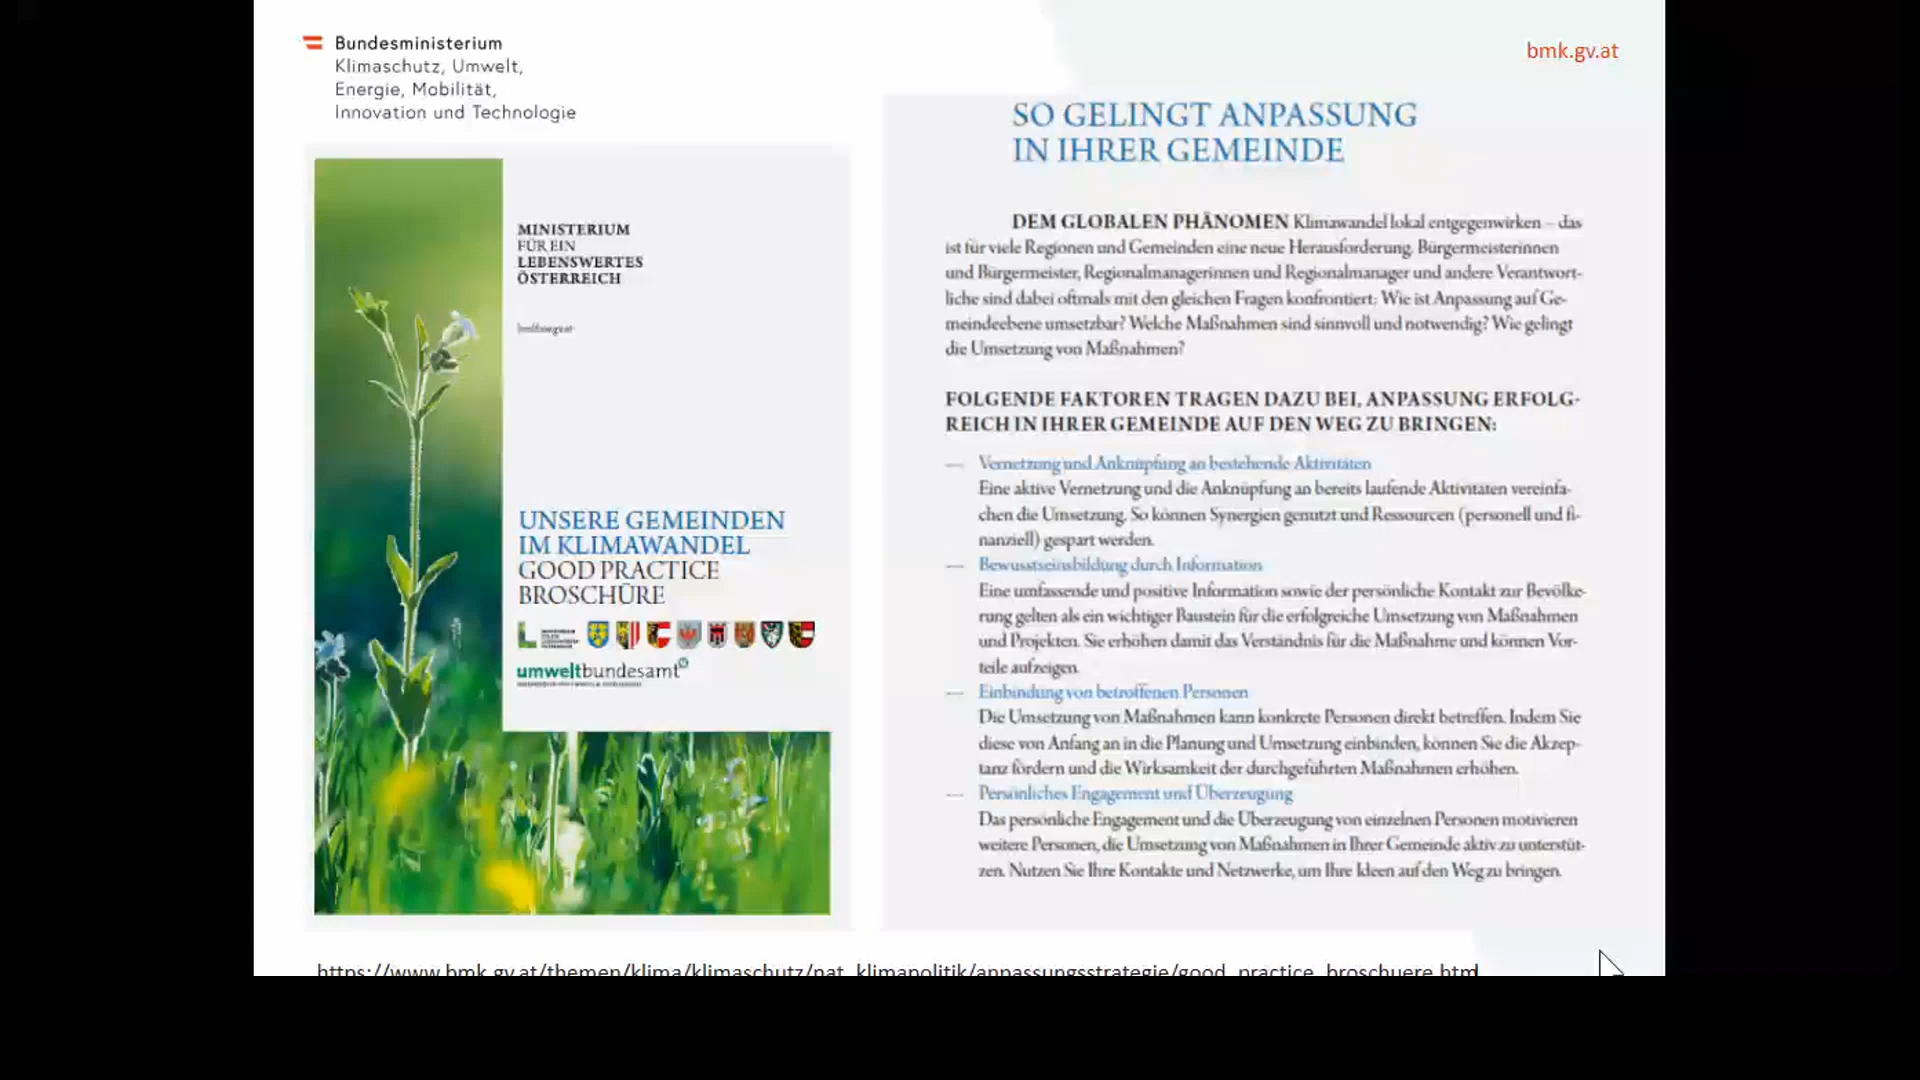 Bundesministerium
Klimaschutz, Umwelt,
Energie, Mobilität,
Innovation und Technologie
bmk.gv.at
MINISTERIUM
FÜR EIN
LEBENSWERTES
ÖSTERREICH
UNSERE GEMEINDEN
IM KLIMAWANDEL
GOOD PRACTICE
BROSCHÜRE
umweltbundesamt
SO GELINGT ANPASSUNG
IN IHRER GEMEINDE
DEM GLOBALEN PHÄNOMEN Klimawandel lokal entgegenwirken – das
ist für viele Regionen und Gemeinden eine neue Herausforderung. Bürgermeisterinnen
und Bürgermeister, Regionalmanagerinnen und Regionalmanager und andere Verantwort-
liche sind dabei oftmals mit den gleichen Fragen konfrontiert: Wie ist Anpassung auf Ge-
meindeebene umsetzbar? Welche Maßnahmen sind sinnvoll und notwendig? Wie gelingt
die Umsetzung von Maßnahmen?
FOLGENDE FAKTOREN TRAGEN DAZU BEI, ANPASSUNG ERFOLG-
REICH IN IHRER GEMEINDE AUF DEN WEG ZU BRINGEN:
— Vernetzung und Anknüpfung an bestehende Aktivitäten
Eine aktive Vernetzung und die Anknüpfung an bereits laufende Aktivitäten vereinfa-
chen die Umsetzung. So können Synergien genutzt und Ressourcen (personell und fi-
nanziell) gespart werden.
— Bewusstseinsbildung durch Information
Eine umfassende und positive Information sowie der persönliche Kontakt zur Bevölke-
rung gelten als ein wichtiger Baustein für die erfolgreiche Umsetzung von Maßnahmen
und Projekten. Sie erhöhen damit das Verständnis für die Maßnahme und können Vor-
teile aufzeigen.
— Einbindung von betroffenen Personen
Die Umsetzung von Maßnahmen kann konkrete Personen direkt betreffen. Indem Sie
diese von Anfang an in die Planung und Umsetzung einbinden, können Sie die Akzep-
tanz fördern und die Wirksamkeit der durchgeführten Maßnahmen erhöhen.
— Persönliches Engagement und Überzeugung
Das persönliche Engagement und die Überzeugung von einzelnen Personen motivieren
weitere Personen, die Umsetzung von Maßnahmen in Ihrer Gemeinde aktiv zu unterstüt-
zen. Nutzen Sie Ihre Kontakte und Netzwerke, um Ihre Ideen auf den Weg zu bringen.
https://www.bmk.gv.at/themen/klima/klimaschutz/nat_klimapolitik/anpassungsstrategie/good_practice_broschuere.html